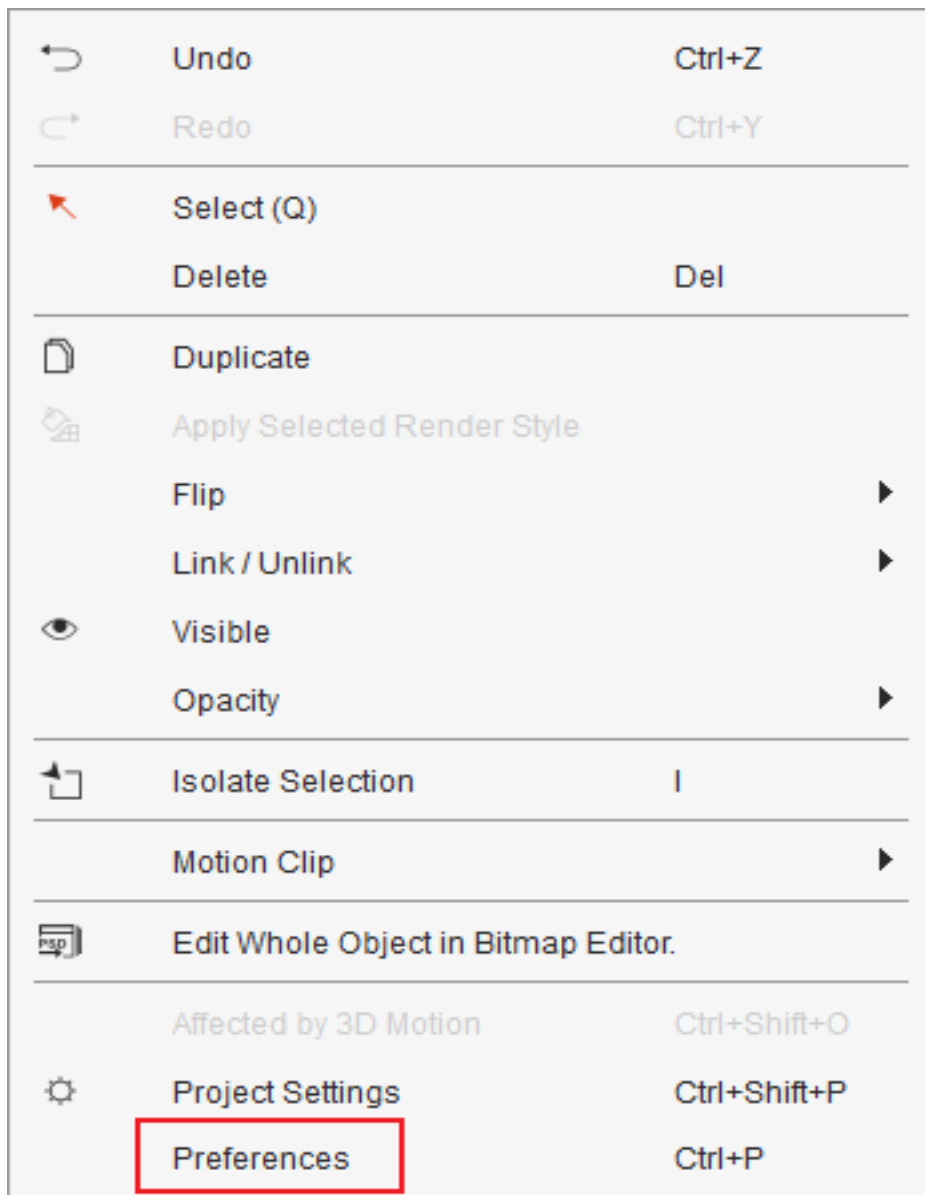 Undo Ctrl+Z
Redo Ctrl+Y
Select (Q)
Delete Del
Duplicate
Apply Selected Render Style
Flip
Link / Unlink
Visible
Opacity
Isolate Selection I
Motion Clip
PSD Edit Whole Object in Bitmap Editor.
Affected by 3D Motion Ctrl+Shift+O
Project Settings Ctrl+Shift+P
Preferences Ctrl+P